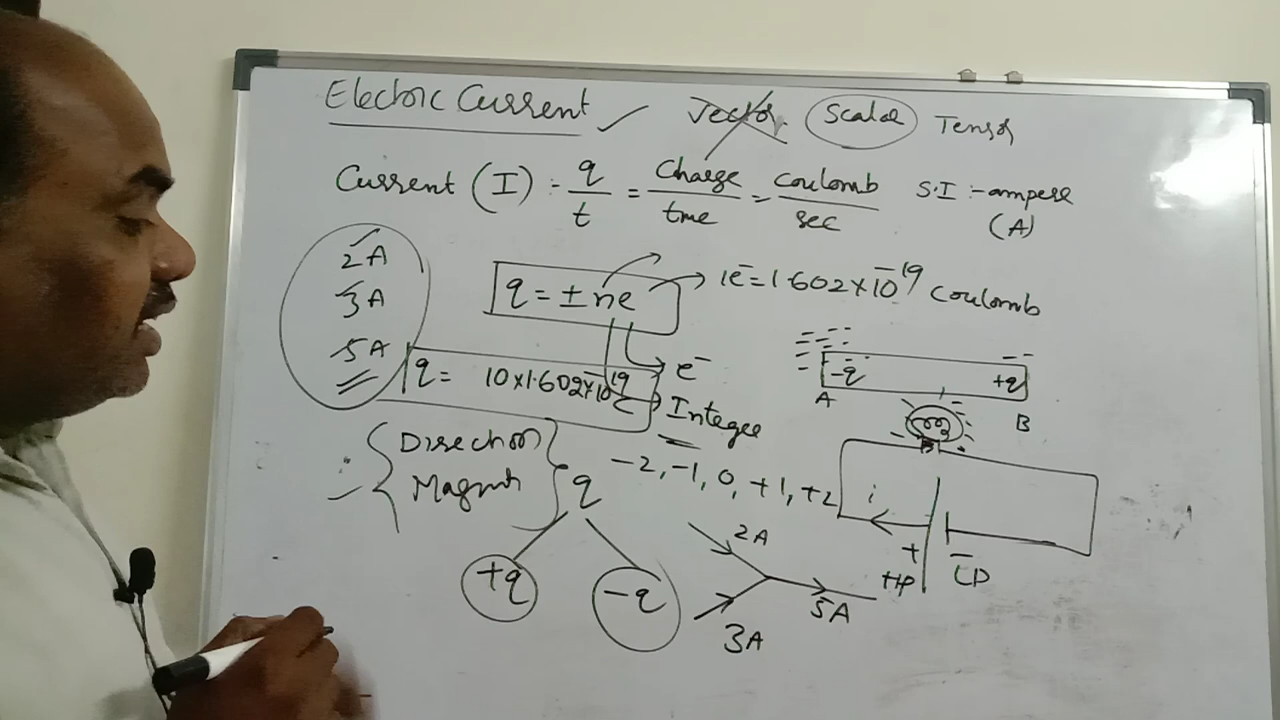 Electric Current ✓ Vector Scalar Tensor
Current (I) :- q/t = Charge/time = Coulomb/sec S.I :- ampere (A)
2A
3A
5A
q = ±ne
1e⁻ = 1.602×10⁻¹⁹ Coulomb
e⁻
q = 10×1.602×10⁻¹⁹ C
Integer
-2, -1, 0, +1, +2
-q +q
A B
Direction
q
+q -q
2A
3A
5A
i
+ -
HP LP